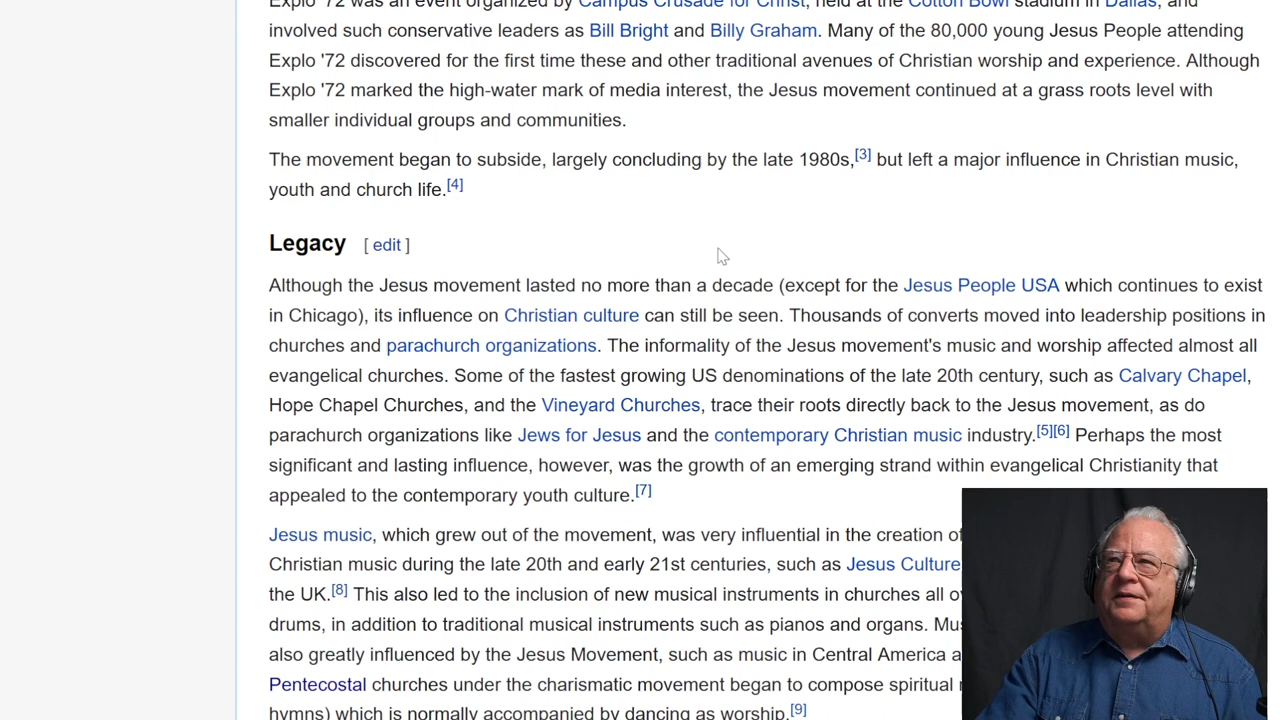 Explo '72 was an event organized by Campus Crusade for Christ, held at the Cotton Bowl stadium in Dallas, and
involved such conservative leaders as Bill Bright and Billy Graham. Many of the 80,000 young Jesus People attending
Explo '72 discovered for the first time these and other traditional avenues of Christian worship and experience. Although
Explo '72 marked the high-water mark of media interest, the Jesus movement continued at a grass roots level with
smaller individual groups and communities.
The movement began to subside, largely concluding by the late 1980s,[3] but left a major influence in Christian music,
youth and church life.[4]
Legacy [ edit ]
Although the Jesus movement lasted no more than a decade (except for the Jesus People USA which continues to exist
in Chicago), its influence on Christian culture can still be seen. Thousands of converts moved into leadership positions in
churches and parachurch organizations. The informality of the Jesus movement's music and worship affected almost all
evangelical churches. Some of the fastest growing US denominations of the late 20th century, such as Calvary Chapel,
Hope Chapel Churches, and the Vineyard Churches, trace their roots directly back to the Jesus movement, as do
parachurch organizations like Jews for Jesus and the contemporary Christian music industry.[5][6] Perhaps the most
significant and lasting influence, however, was the growth of an emerging strand within evangelical Christianity that
appealed to the contemporary youth culture.[7]
Jesus music, which grew out of the movement, was very influential in the creation of
Christian music during the late 20th and early 21st centuries, such as Jesus Culture
the UK.[8] This also led to the inclusion of new musical instruments in churches all
drums, in addition to traditional musical instruments such as pianos and organs.
also greatly influenced by the Jesus Movement, such as music in Central America
Pentecostal churches under the charismatic movement began to compose spiritual
hymns) which is normally accompanied by dancing as worship.[9]